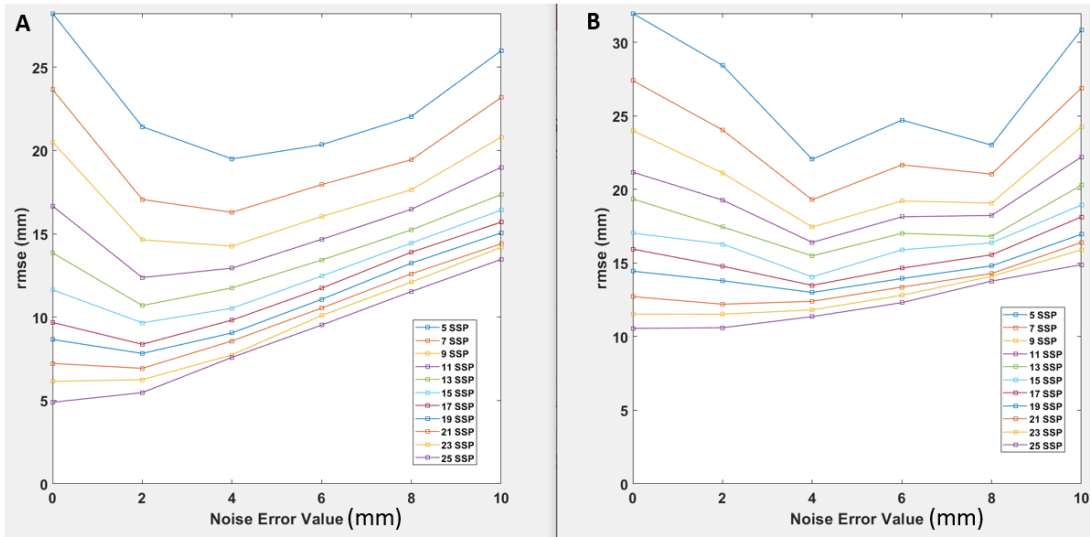 A
25
20
15
10
5
0
rmse (mm)
0 2 4 6 8 10
Noise Error Value (mm)
5 SSP
7 SSP
9 SSP
11 SSP
13 SSP
15 SSP
17 SSP
19 SSP
21 SSP
23 SSP
25 SSP
B
30
25
20
15
10
5
0
rmse (mm)
0 2 4 6 8 10
Noise Error Value (mm)
5 SSP
7 SSP
9 SSP
11 SSP
13 SSP
15 SSP
17 SSP
19 SSP
21 SSP
23 SSP
25 SSP